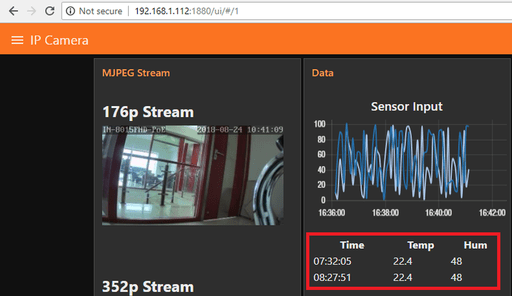 Not secure | 192.168.1.112:1880/ui/#/1
IP Camera
MJPEG Stream
176p Stream
2018-08-24 10:41:09
352p Stream
Data
Sensor Input
100
80
60
40
20
0
16:36:00 16:38:00 16:40:00 16:42:00
Time Temp Hum
07:32:05 22.4 48
08:27:51 22.4 48